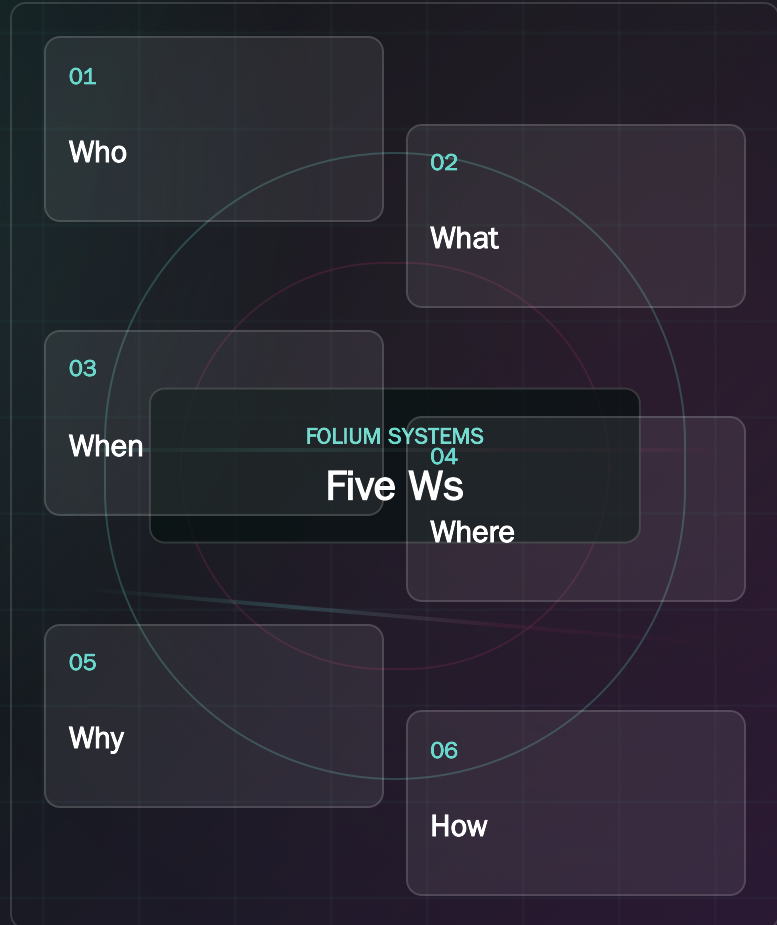 01
Who
02
What
03
When
FOLIUM SYSTEMS
Five Ws
04
Where
05
Why
06
How